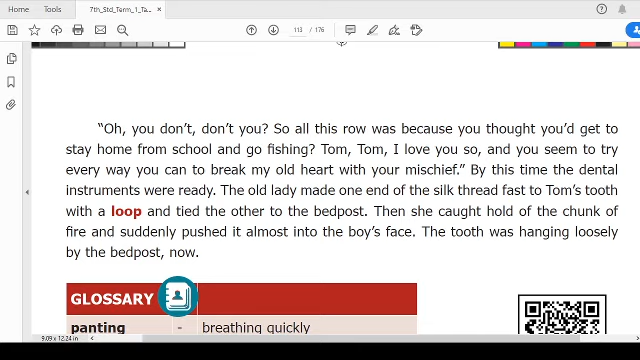 Home Tools 7th_Std_Term_1_Ta... ×
113 / 176
"Oh, you don't, don't you? So all this row was because you thought you'd get to
stay home from school and go fishing? Tom, Tom, I love you so, and you seem to try
every way you can to break my old heart with your mischief." By this time the dental
instruments were ready. The old lady made one end of the silk thread fast to Tom's tooth
with a loop and tied the other to the bedpost. Then she caught hold of the chunk of
fire and suddenly pushed it almost into the boy's face. The tooth was hanging loosely
by the bedpost, now.
GLOSSARY
panting - breathing quickly
9.09 x 12.24 in